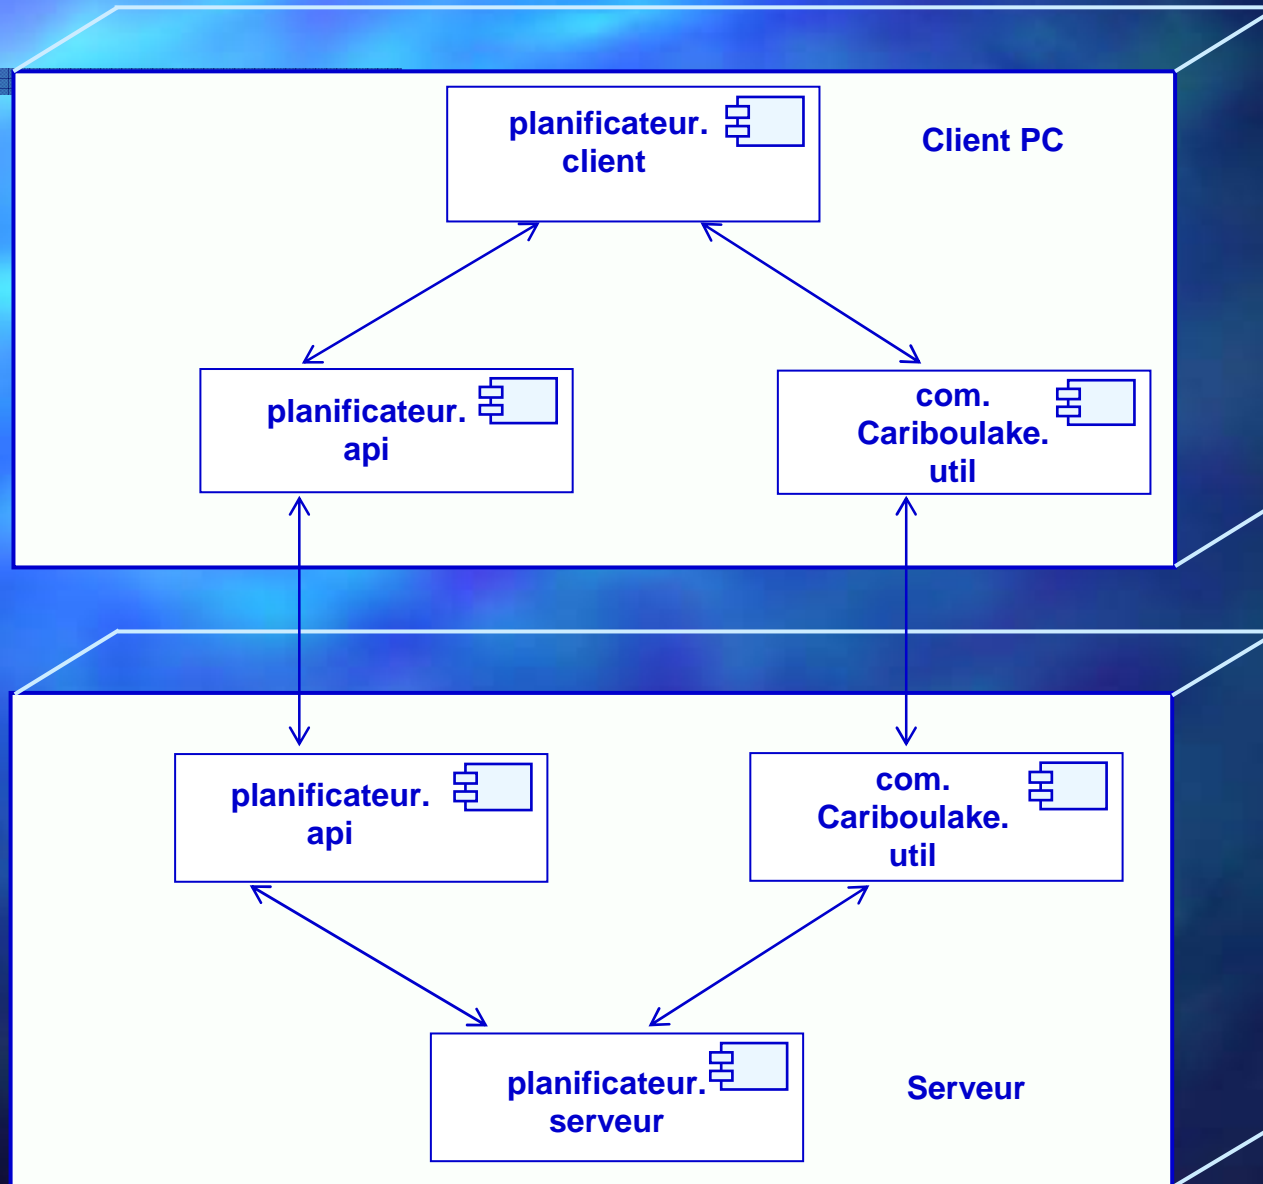 planificateur.
client
Client PC
planificateur.
api
com.
Cariboulake.
util
planificateur.
api
com.
Cariboulake.
util
planificateur.
serveur
Serveur